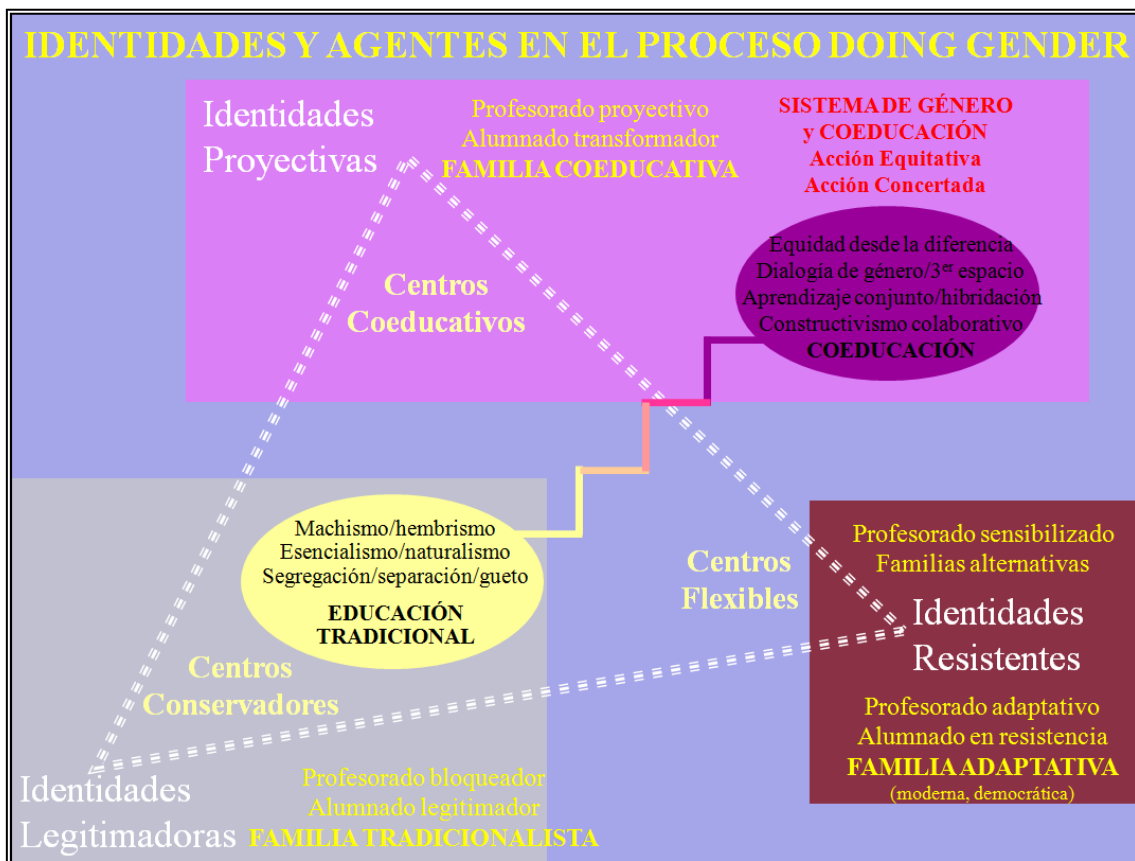 IDENTIDADES Y AGENTES EN EL PROCESO DOING GENDER
Identidades
Proyectivas
Profesorado proyectivo
Alumnado transformador
FAMILIA COEDUCATIVA
SISTEMA DE GÉNERO
y COEDUCACIÓN
Acción Equitativa
Acción Concertada
Equidad desde la diferencia
Dialogía de género/3er espacio
Aprendizaje conjunto/hibridación
Constructivismo colaborativo
COEDUCACIÓN
Centros
Coeducativos
Machismo/hembrismo
Esencialismo/naturalismo
Segregación/separación/gueto
EDUCACIÓN
TRADICIONAL
Centros
Flexibles
Profesorado sensibilizado
Familias alternativas
Identidades
Resistentes
Profesorado adaptativo
Alumnado en resistencia
FAMILIA ADAPTATIVA
(moderna, democrática)
Centros
Conservadores
Identidades
Legitimadoras
Profesorado bloqueador
Alumnado legitimador
FAMILIA TRADICIONALISTA